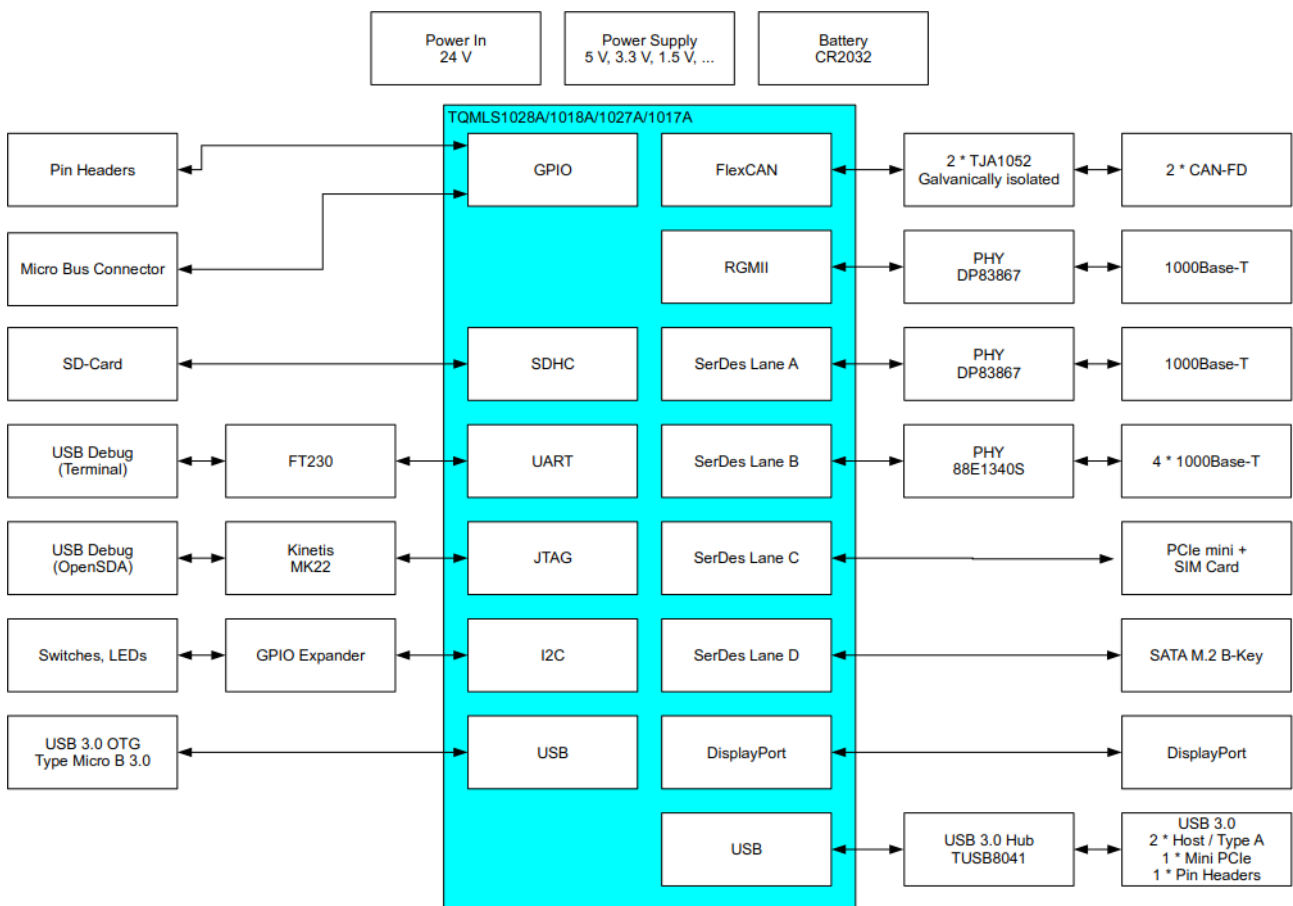 Power In
24 V
Power Supply
5 V, 3.3 V, 1.5 V, ...
Battery
CR2032
TQMLS1028A/1018A/1027A/1017A
Pin Headers
GPIO
FlexCAN
2 * TJA1052
Galvanically isolated
2 * CAN-FD
Micro Bus Connector
RGMII
PHY
DP83867
1000Base-T
SD-Card
SDHC
SerDes Lane A
PHY
DP83867
1000Base-T
USB Debug
(Terminal)
FT230
UART
SerDes Lane B
PHY
88E1340S
4 * 1000Base-T
USB Debug
(OpenSDA)
Kinetis
MK22
JTAG
SerDes Lane C
PCIe mini +
SIM Card
Switches, LEDs
GPIO Expander
I2C
SerDes Lane D
SATA M.2 B-Key
USB 3.0 OTG
Type Micro B 3.0
USB
DisplayPort
DisplayPort
USB
USB 3.0 Hub
TUSB8041
USB 3.0
2 * Host / Type A
1 * Mini PCIe
1 * Pin Headers